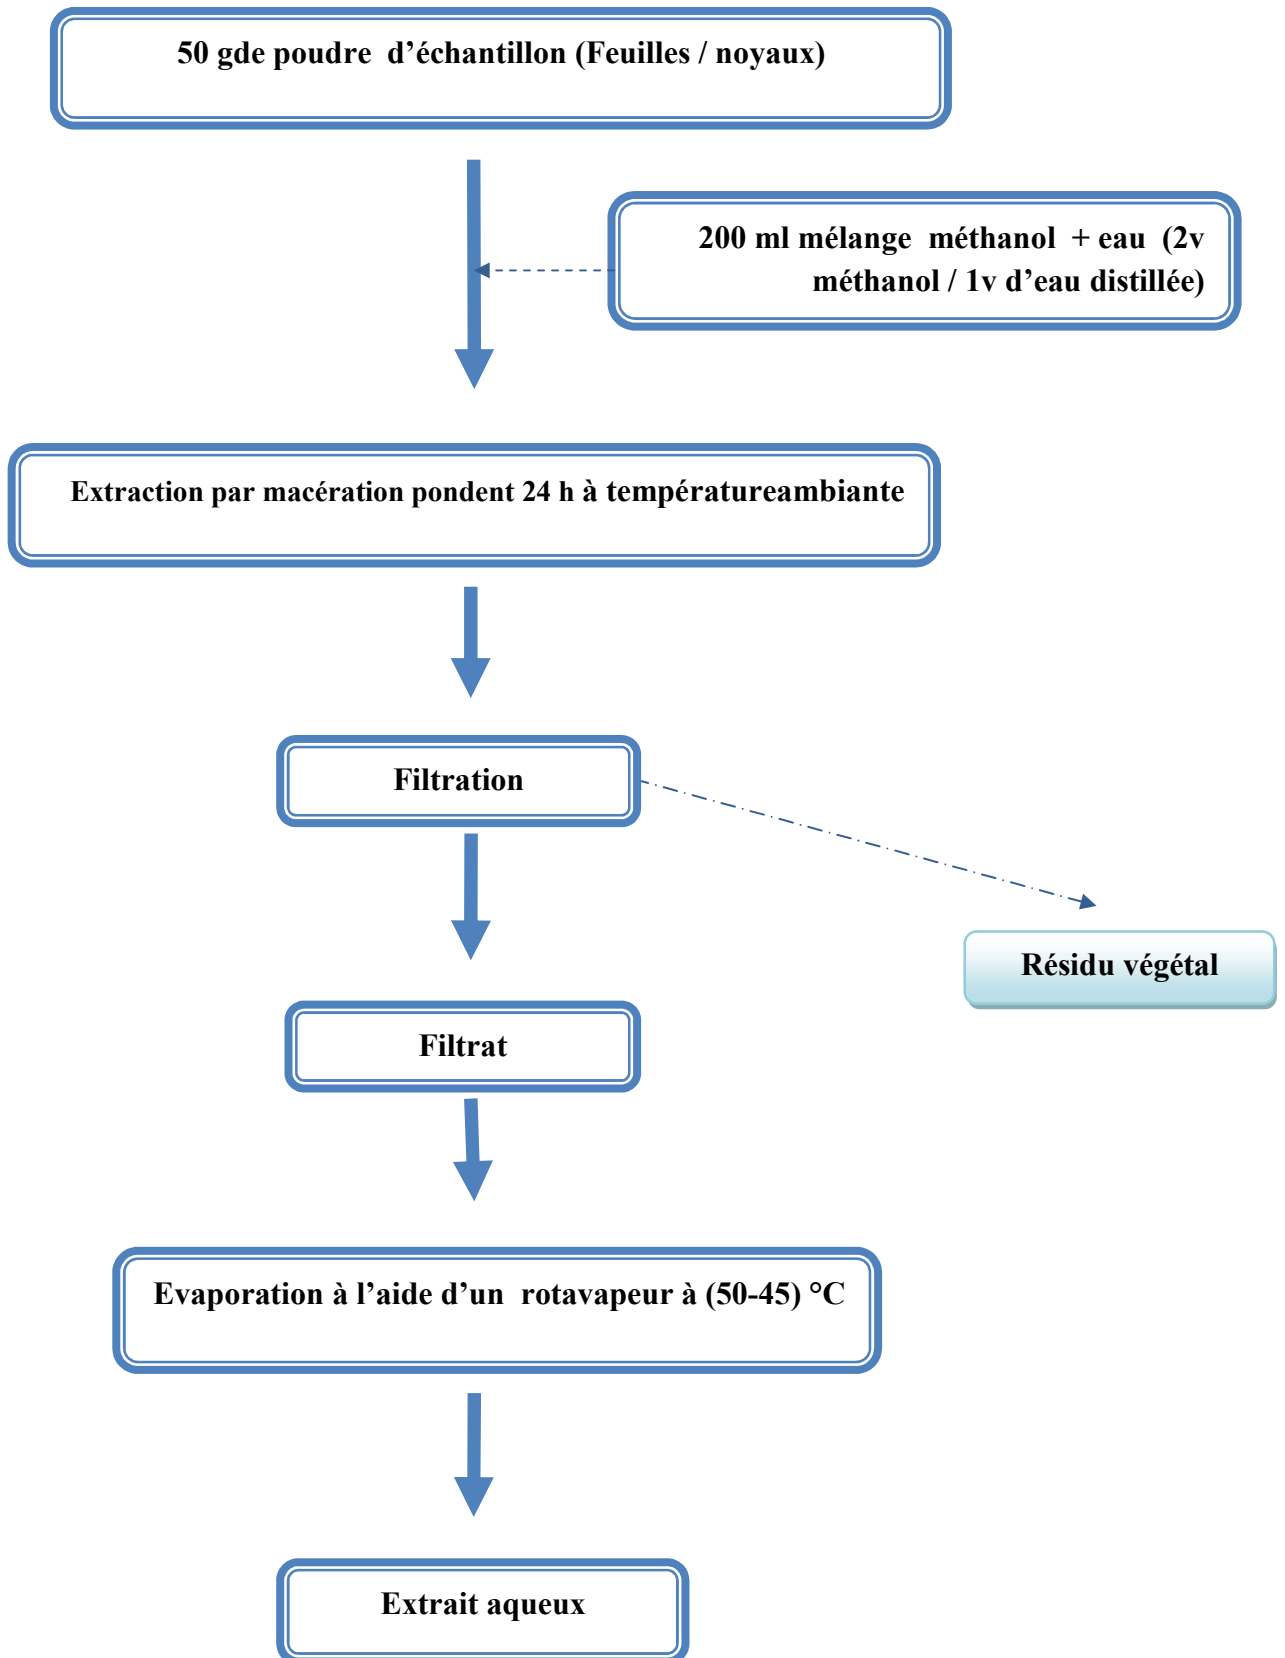 50 gde poudre d’échantillon (Feuilles / noyaux)
200 ml mélange méthanol + eau (2v
méthanol / 1v d’eau distillée)
Extraction par macération pondent 24 h à températureambiante
Filtration
Résidu végétal
Filtrat
Evaporation à l’aide d’un rotavapeur à (50-45) °C
Extrait aqueux